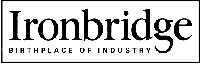 Ironbridge
BIRTHPLACE OF INDUSTRY